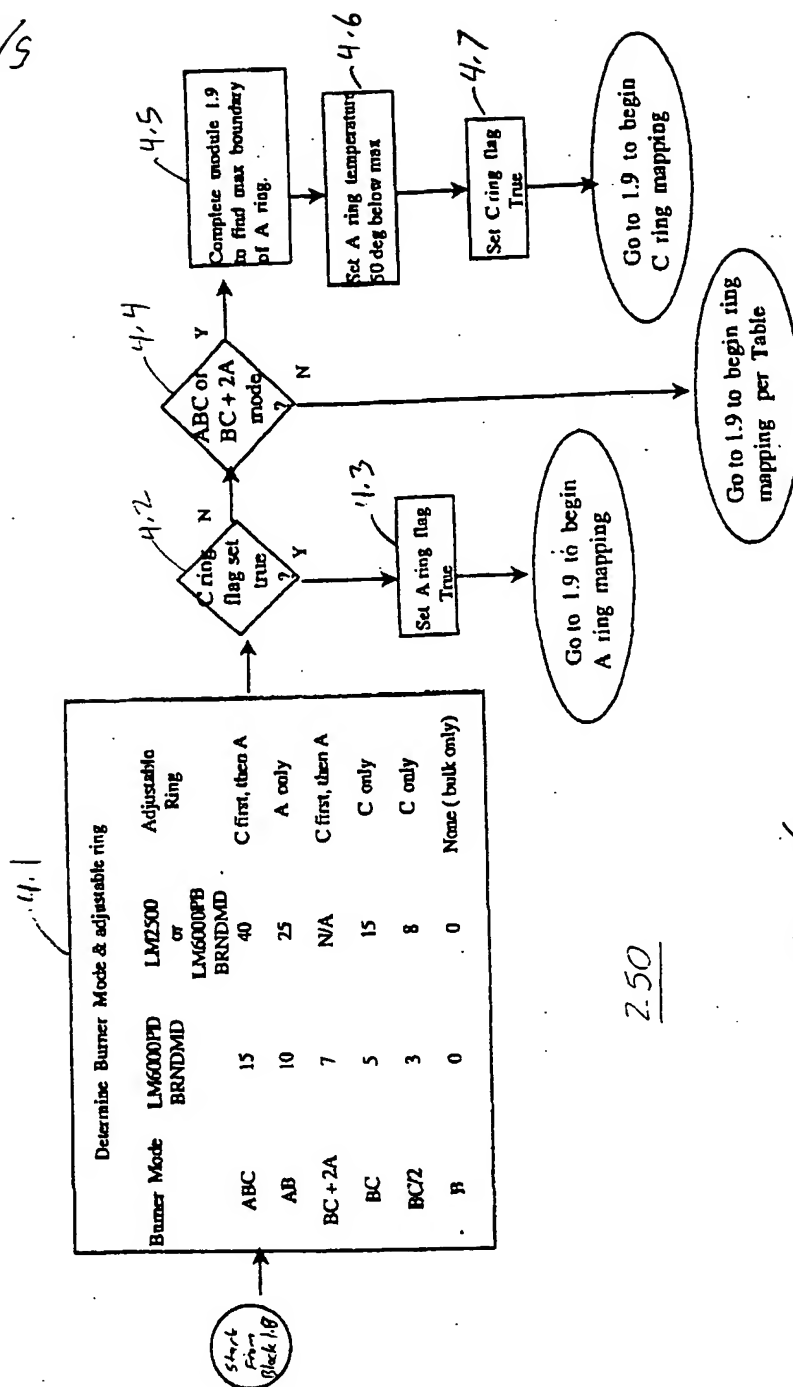 5/
Start
From
Block 1.8
4.1
Determine Burner Mode & adjustable ring
Burner Mode LM6000PD BRNDMD LM2500 or LM6000PB BRNDMD Adjustable Ring
ABC 15 40 C first, then A
AB 10 25 A only
BC + 2A 7 N/A C first, then A
BC 5 15 C only
BC/2 3 8 C only
B 0 0 None (bulk only)
4.2
C ring
flag set
true
?
N
Y
4.3
Set A ring flag
True
Go to 1.9 to begin
A ring mapping
4.4
ABC or
BC + 2A
mode
?
Y
N
Go to 1.9 to begin ring
mapping per Table
4.5
Complete module 1.9
to find max boundary
of A ring.
4.6
Set A ring temperature
50 deg below max
4.7
Set C ring flag
True
Go to 1.9 to begin
C ring mapping
250